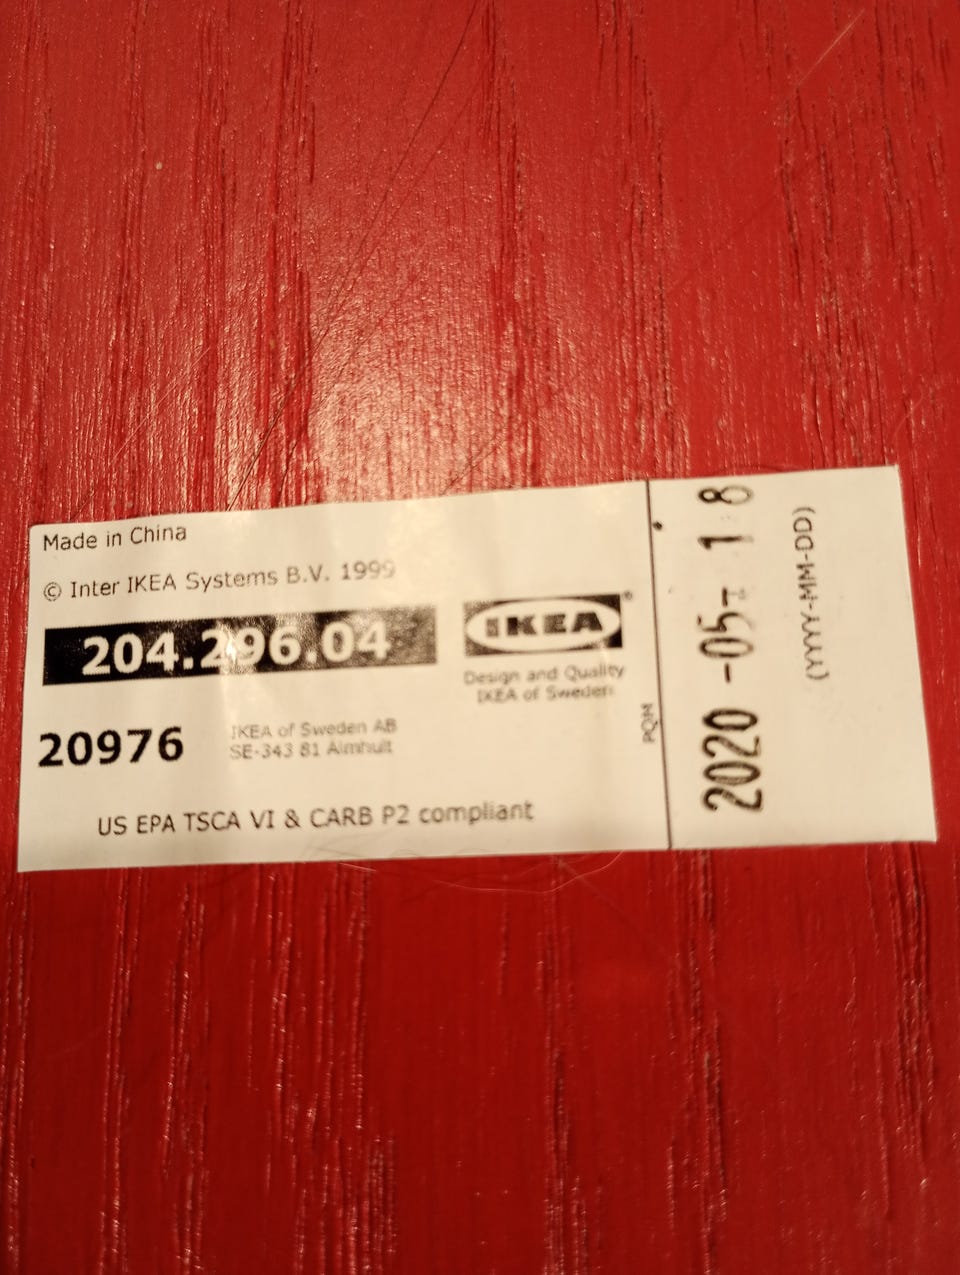 Made in China
© Inter IKEA Systems B.V. 1999
204.296.04
IKEA®
Design and Quality
IKEA of Sweden
20976
IKEA of Sweden AB
SE-343 81 Älmhult
US EPA TSCA VI & CARB P2 compliant
PQM
2020-05-18
(YYYY-MM-DD)